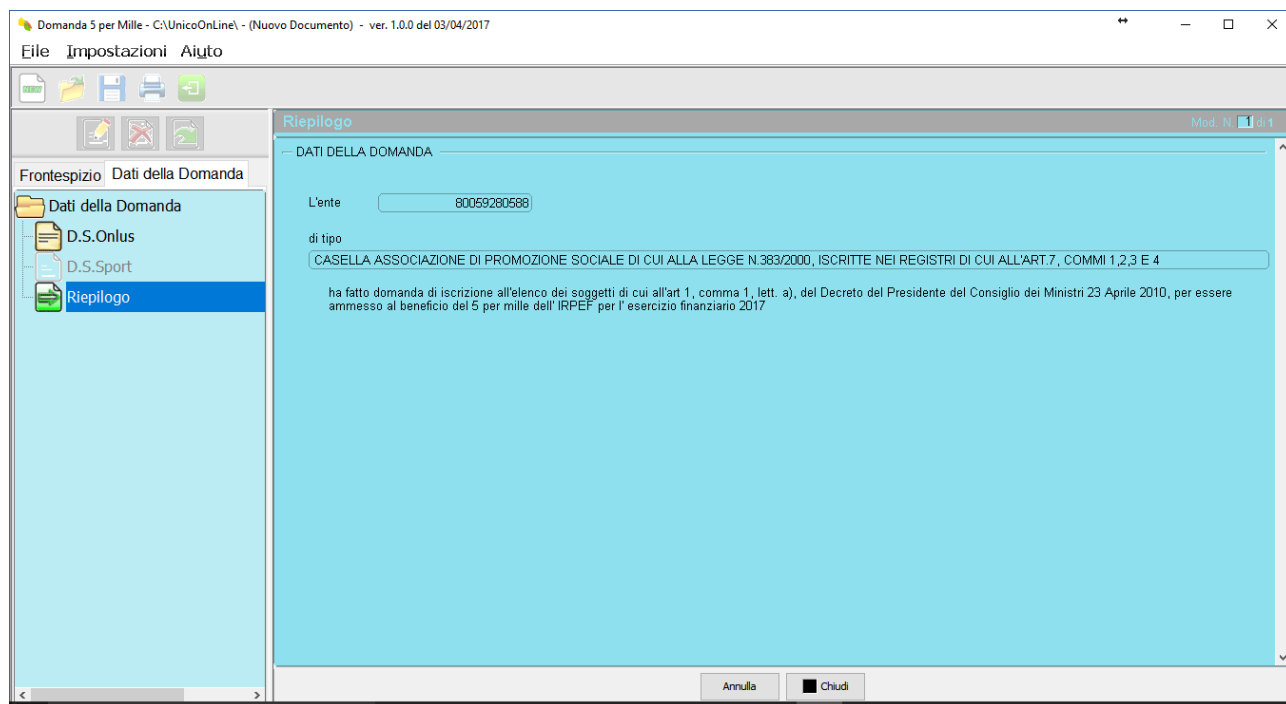 Domanda 5 per Mille - C:\UnicoOnLine\ - (Nuovo Documento) - ver. 1.0.0 del 03/04/2017
File Impostazioni Aiuto
NEW
Riepilogo Mod. N. 1 di 1
Frontespizio Dati della Domanda
DATI DELLA DOMANDA
Dati della Domanda
D.S.Onlus
D.S.Sport
Riepilogo
L'ente 80059280588
di tipo
CASELLA ASSOCIAZIONE DI PROMOZIONE SOCIALE DI CUI ALLA LEGGE N.383/2000, ISCRITTE NEI REGISTRI DI CUI ALL'ART.7, COMMI 1,2,3 E 4
ha fatto domanda di iscrizione all'elenco dei soggetti di cui all'art 1, comma 1, lett. a), del Decreto del Presidente del Consiglio dei Ministri 23 Aprile 2010, per essere
ammesso al beneficio del 5 per mille dell' IRPEF per l' esercizio finanziario 2017
Annulla Chiudi